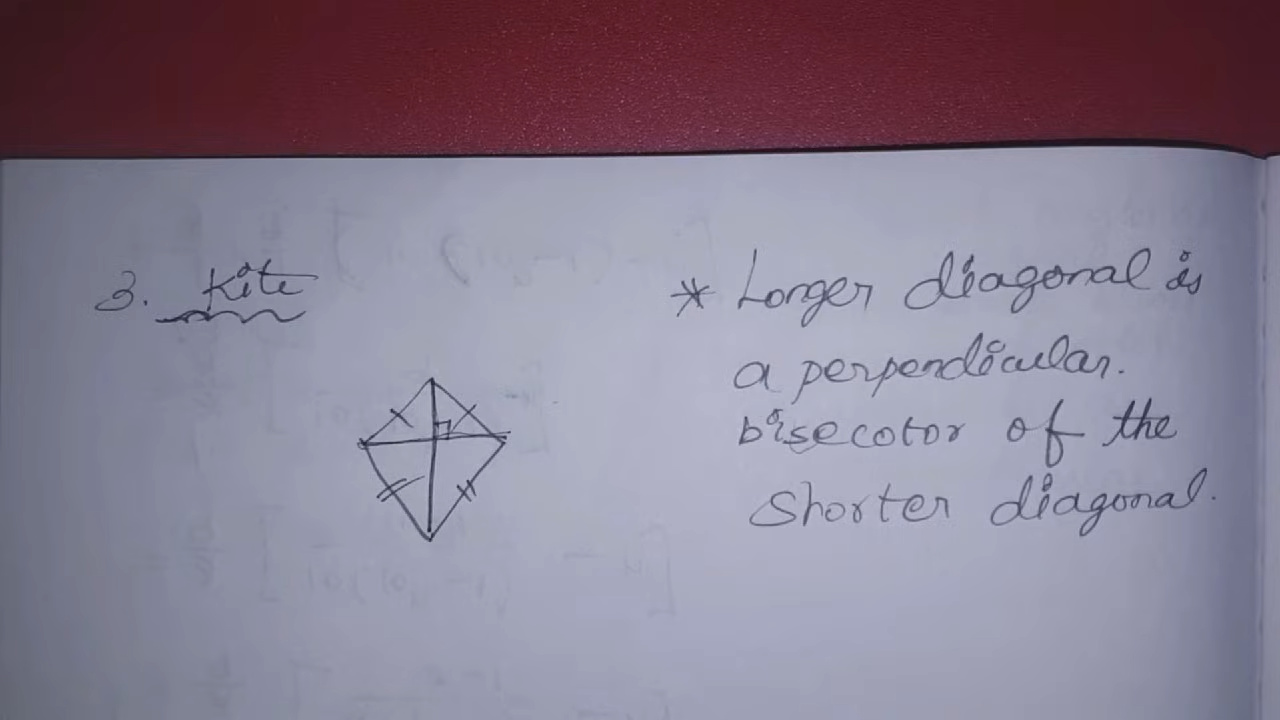 3. Kite
* Longer diagonal is
a perpendicular.
bisecotor of the
Shorter diagonal.